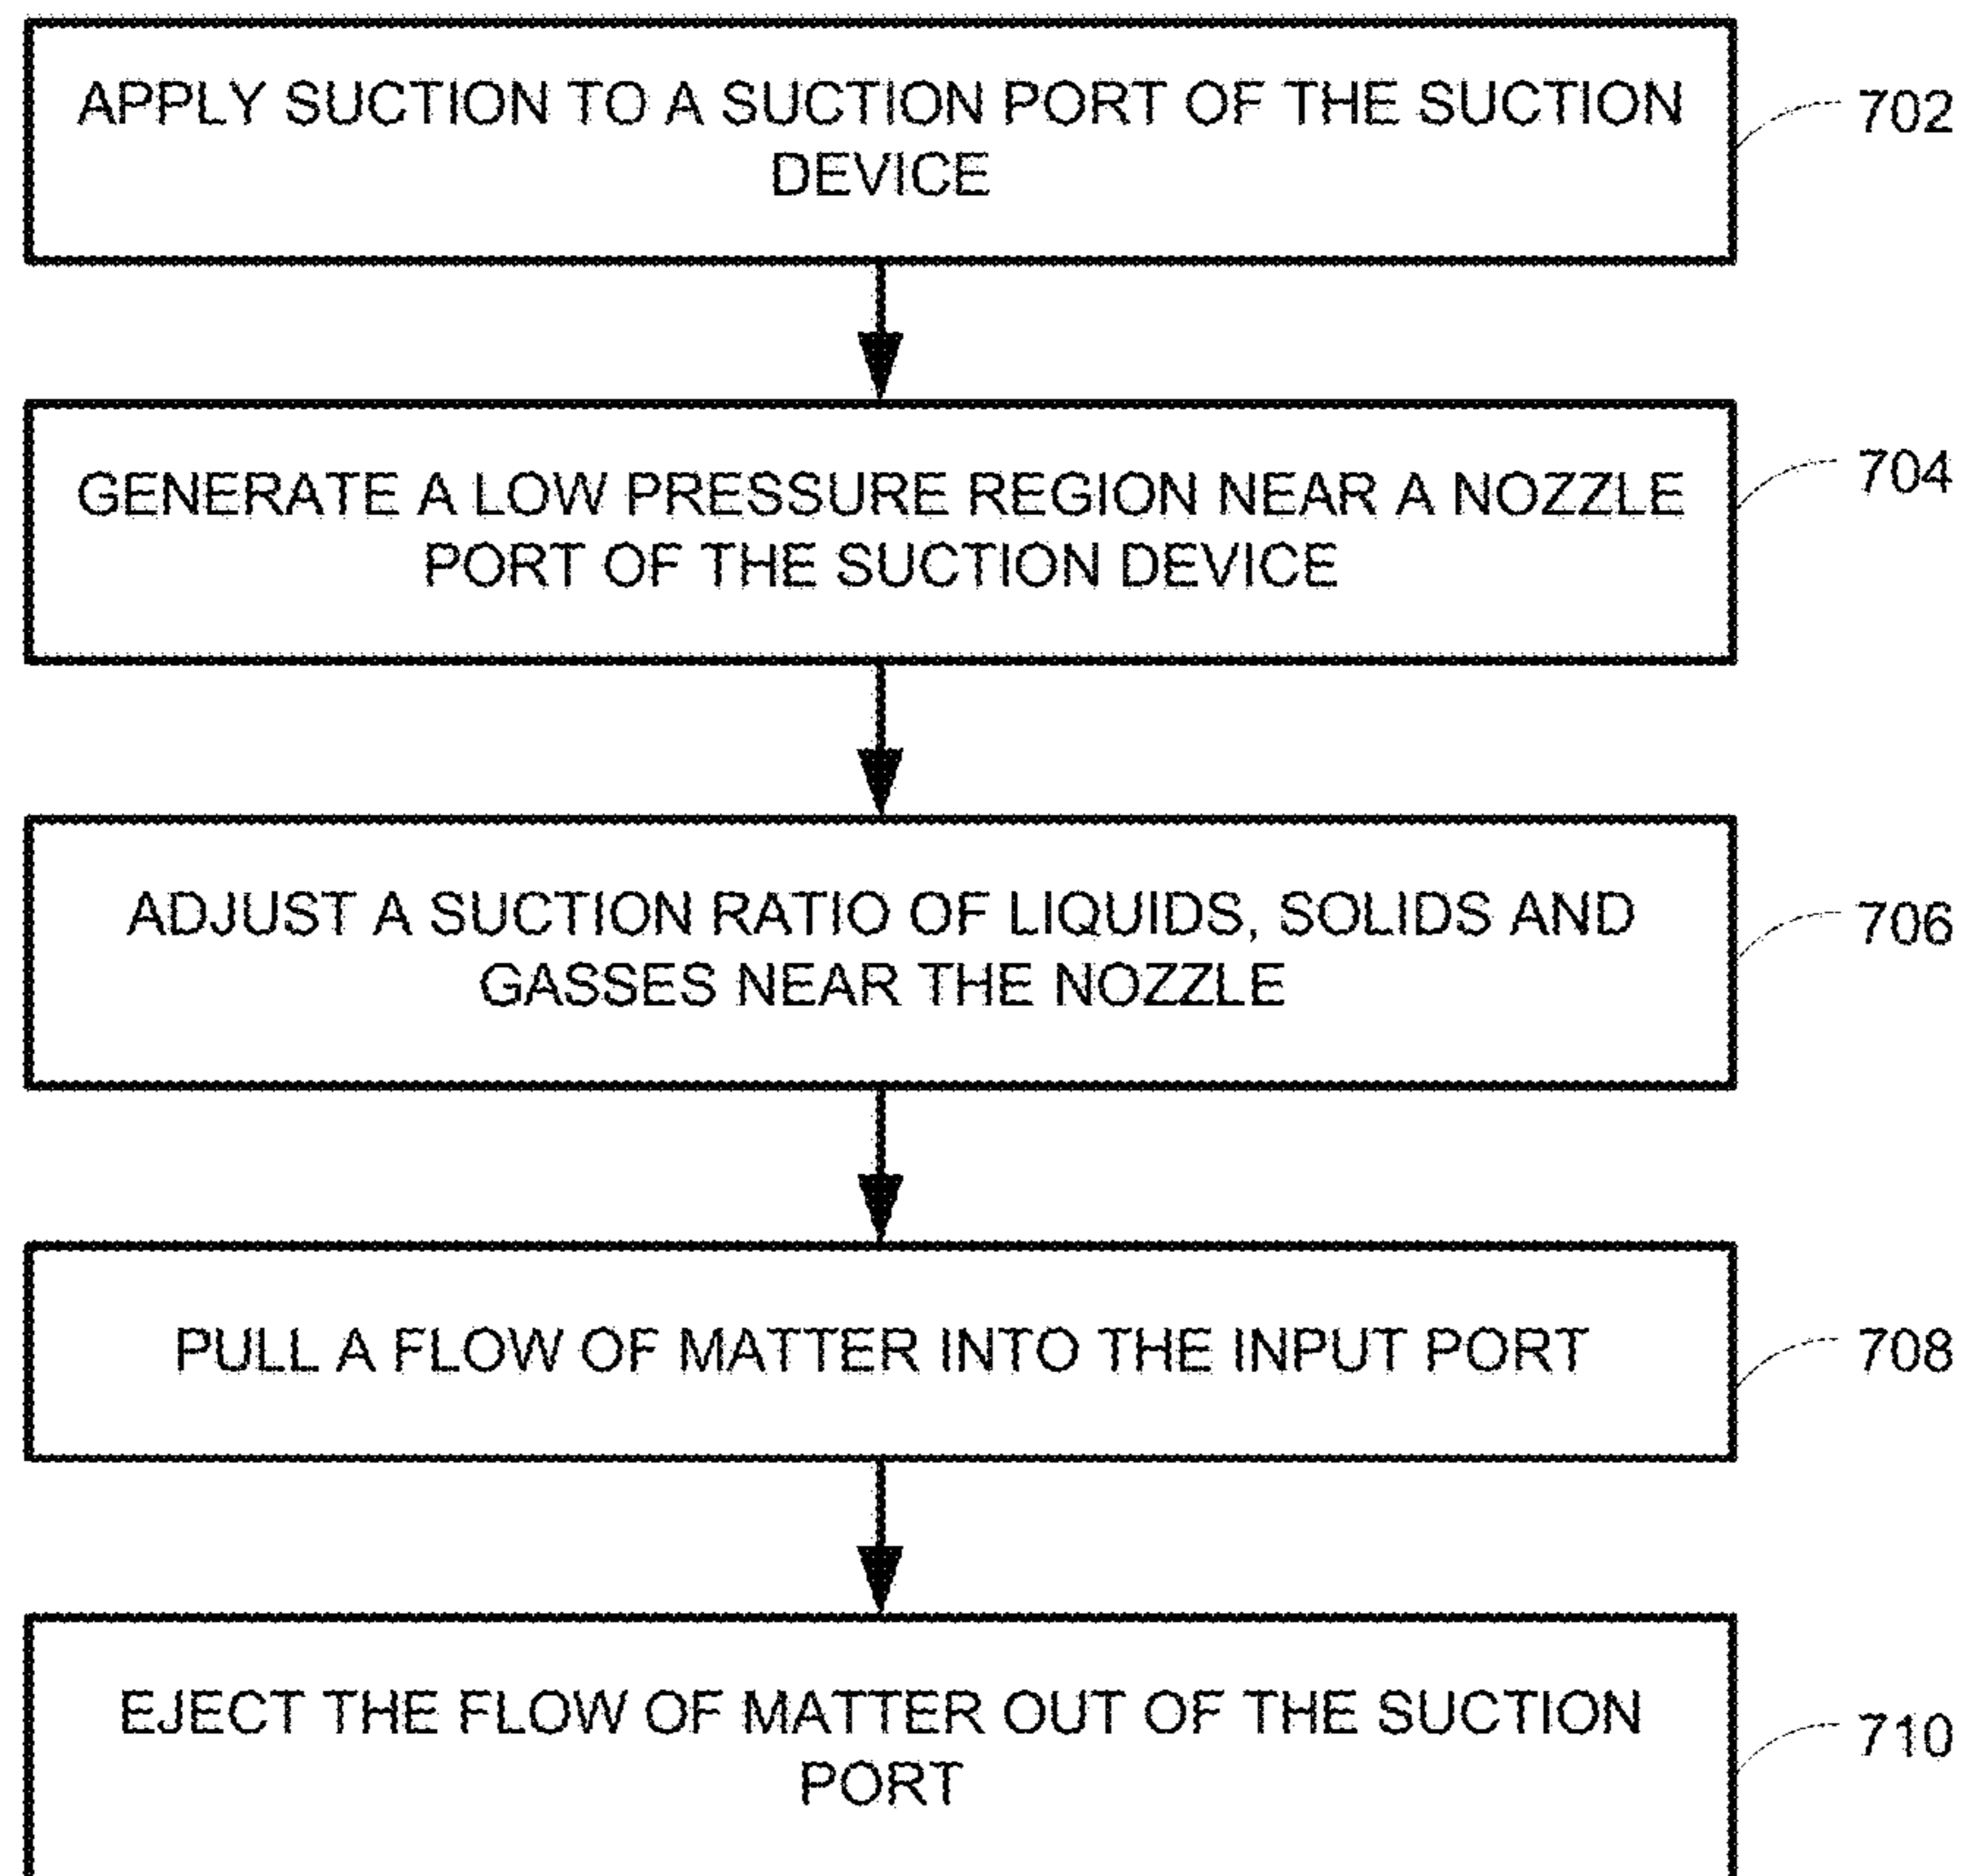 APPLY SUCTION TO A SUCTION PORT OF THE SUCTION
DEVICE
702
GENERATE A LOW PRESSURE REGION NEAR A NOZZLE
PORT OF THE SUCTION DEVICE
704
ADJUST A SUCTION RATIO OF LIQUIDS, SOLIDS AND
GASSES NEAR THE NOZZLE
706
PULL A FLOW OF MATTER INTO THE INPUT PORT
708
EJECT THE FLOW OF MATTER OUT OF THE SUCTION
PORT
710